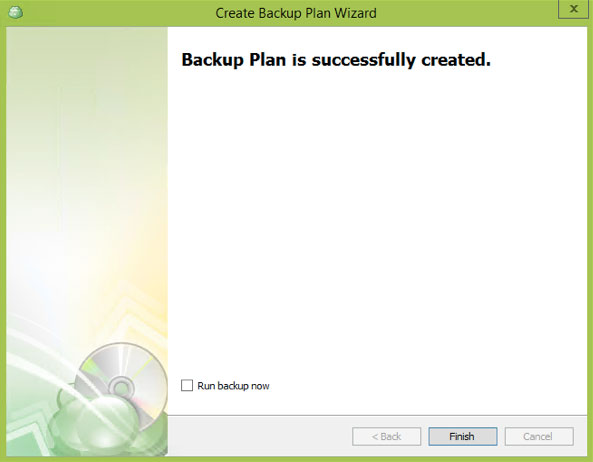 Create Backup Plan Wizard
x
Backup Plan is successfully created.
Run backup now
< Back Finish Cancel